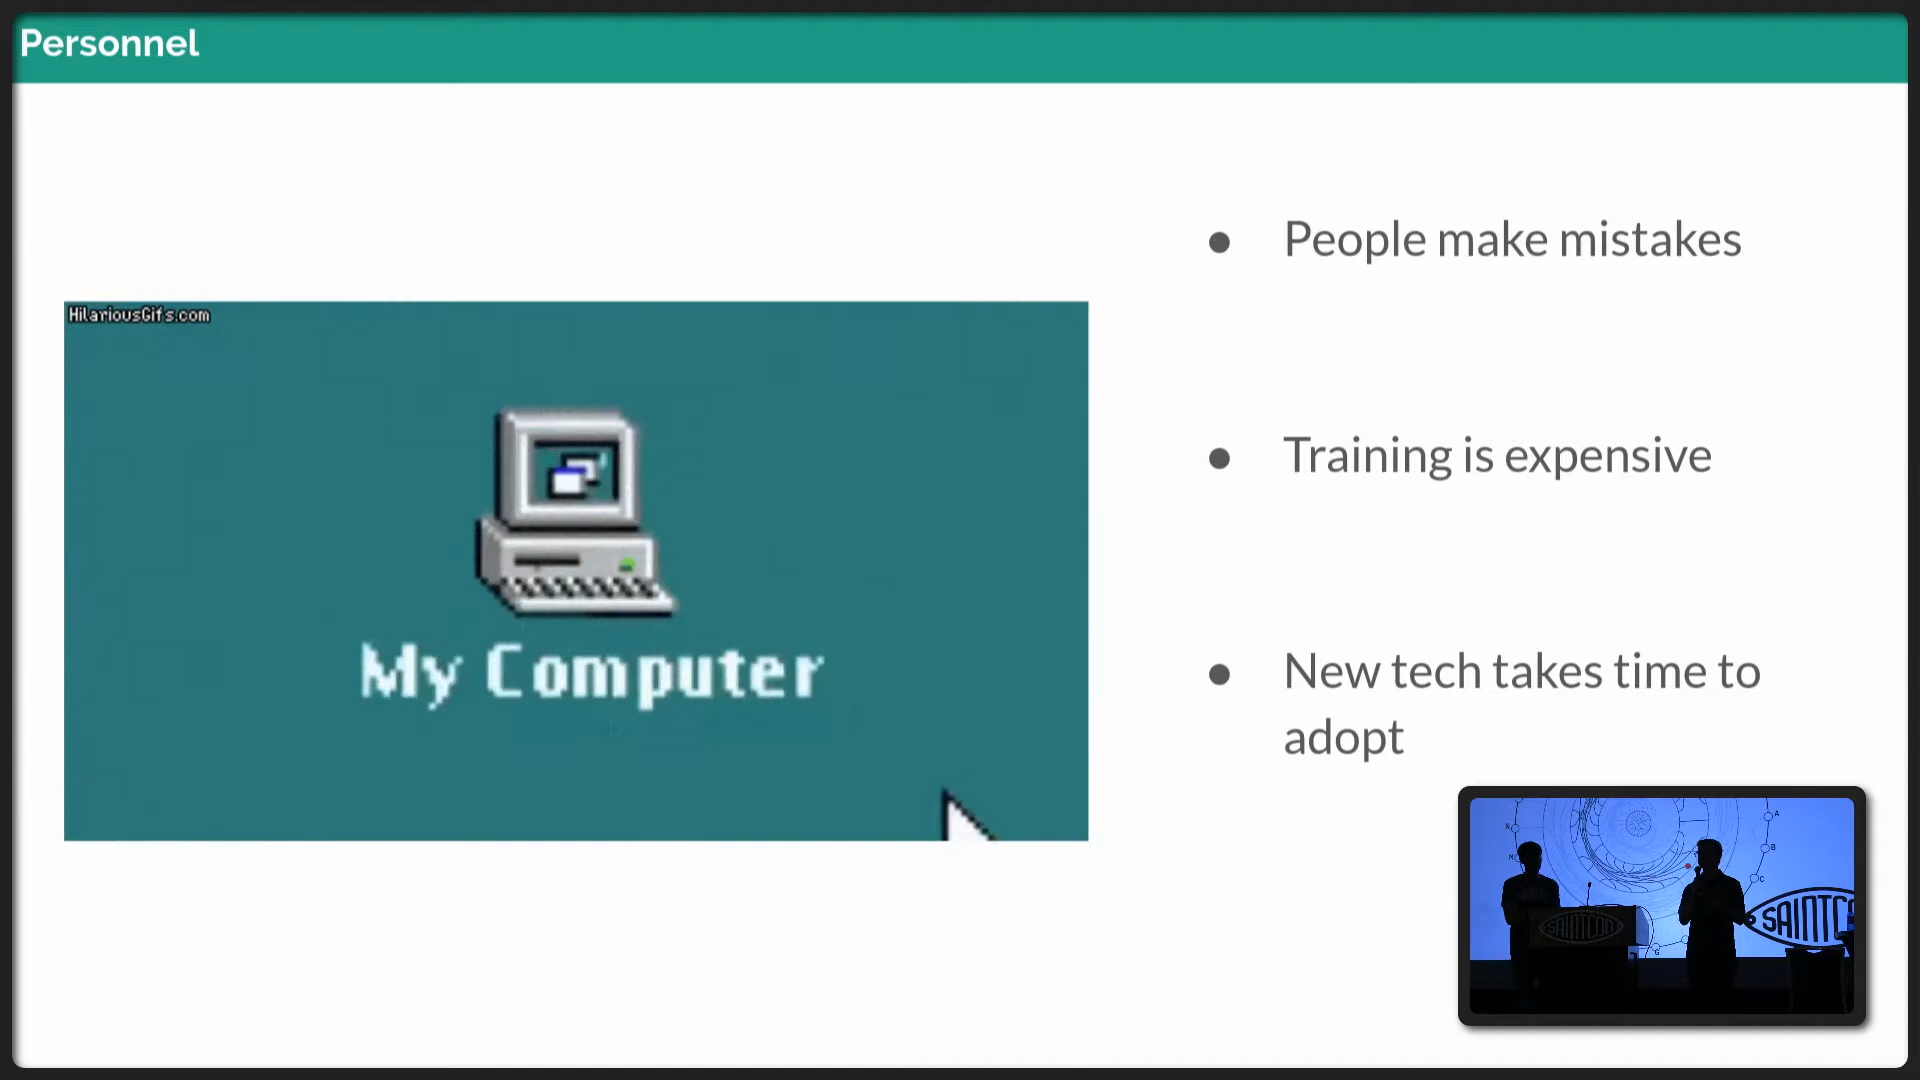 Personnel
HilariousGifs.com
My Computer
● People make mistakes
● Training is expensive
● New tech takes time to
adopt
N
M
A
B
C
G
SAINTCON
SAINTC